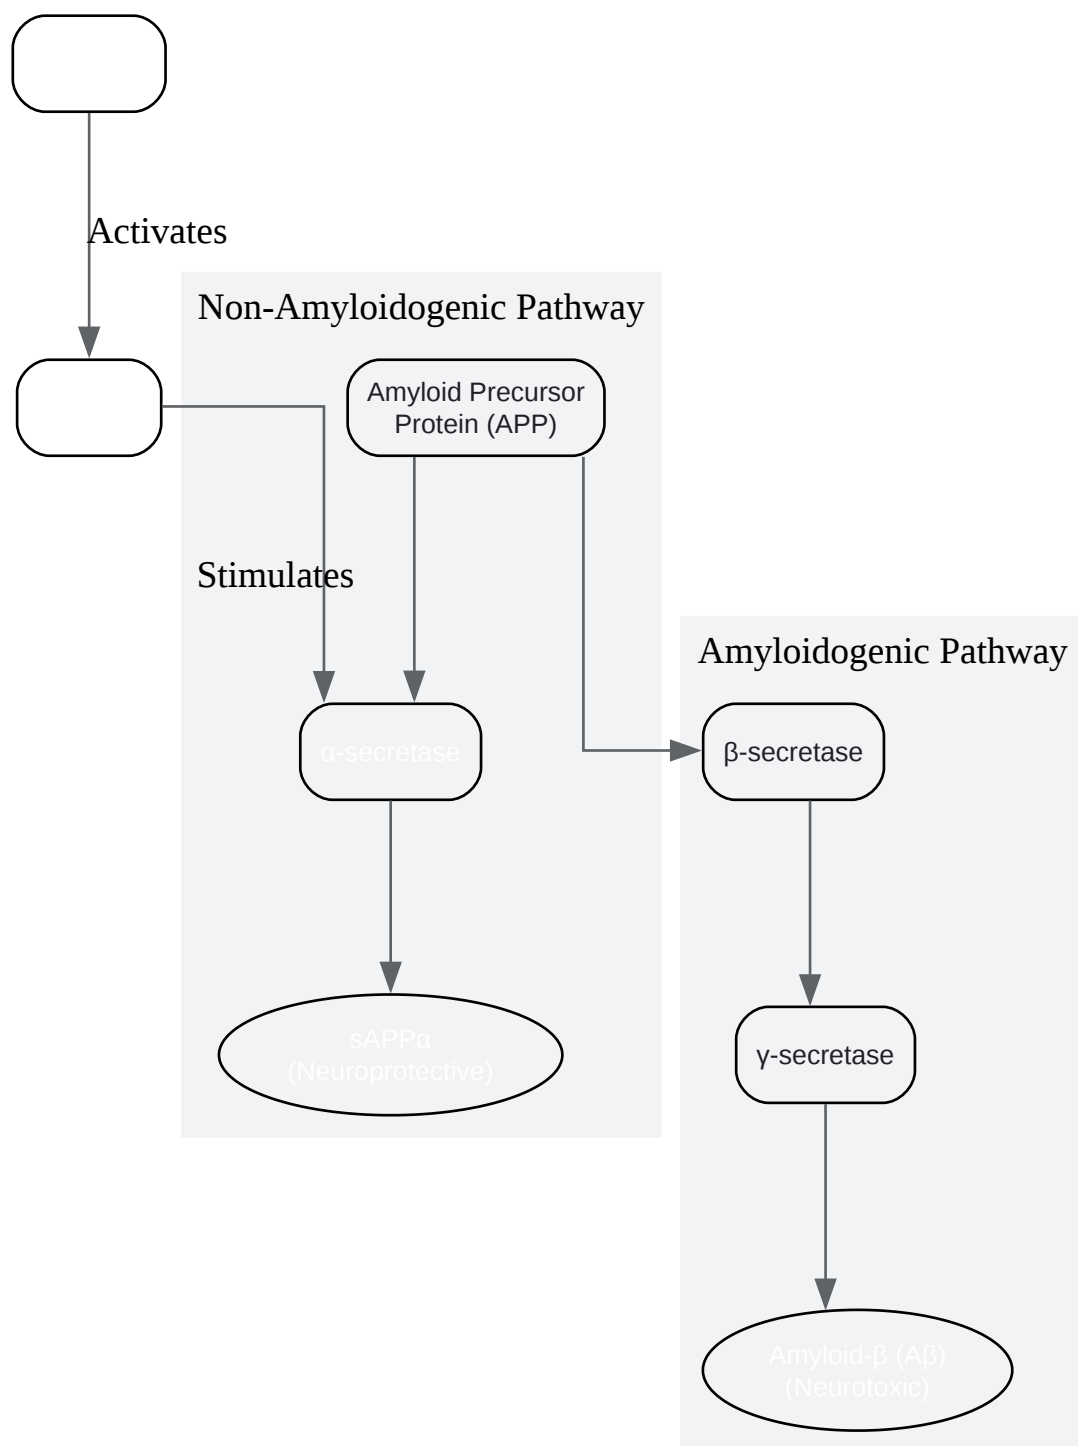 Activates
Non-Amyloidogenic Pathway
Amyloid Precursor
Protein (APP)
Stimulates
Amyloidogenic Pathway
α-secretase
β-secretase
sAPPα
(Neuroprotective)
γ-secretase
Amyloid-β (Aβ)
(Neurotoxic)